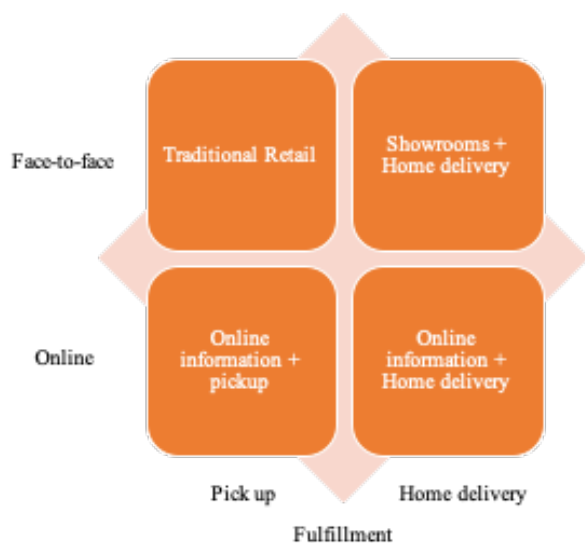 Face-to-face
Traditional Retail
Showrooms +
Home delivery
Online
Online
information +
pickup
Online
information +
Home delivery
Pick up
Home delivery
Fulfillment